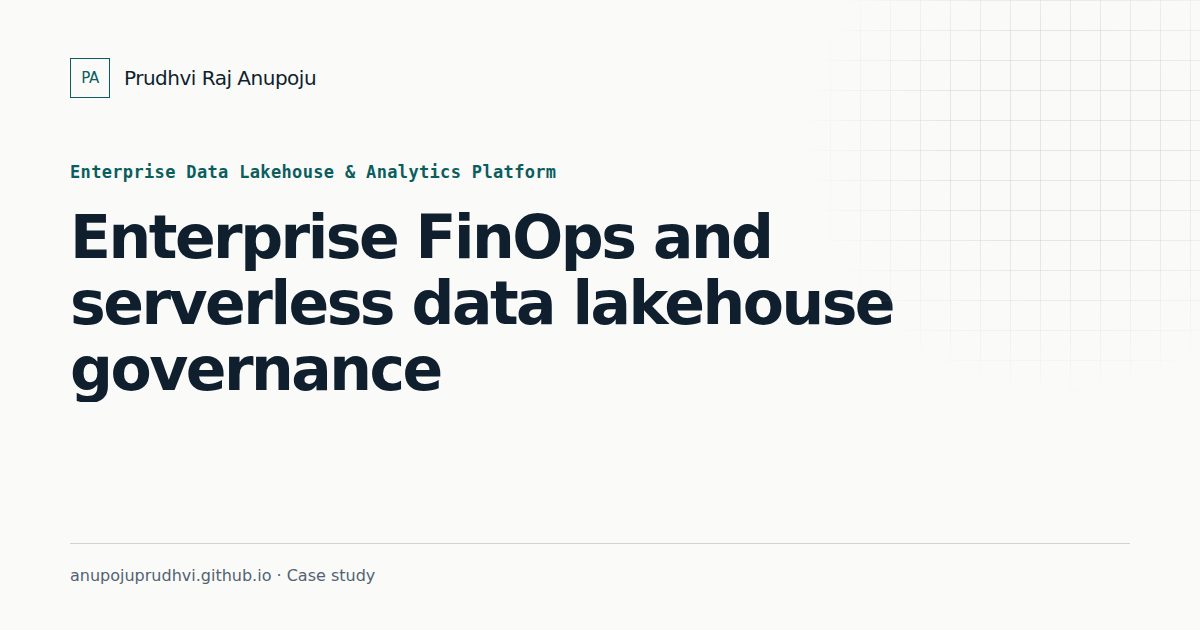 PA
Prudhvi Raj Anupoju
Enterprise Data Lakehouse & Analytics Platform
Enterprise FinOps and
serverless data lakehouse
governance
anupojuprudhvi.github.io · Case study